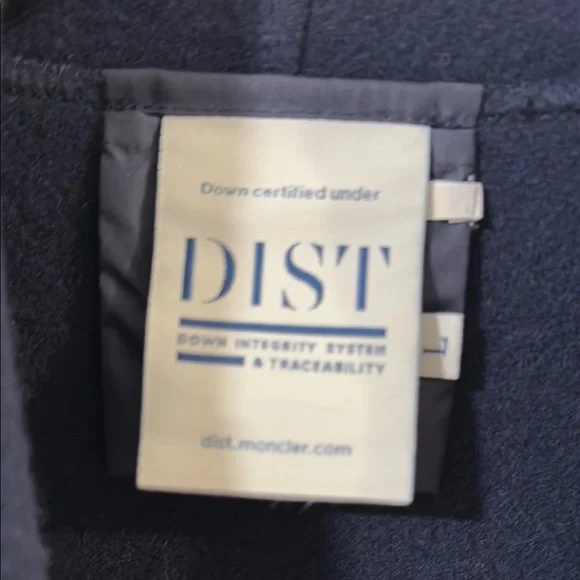 Down certified under
DIST
DOWN INTEGRITY SYSTEM
& TRACEABILITY
dist.moncler.com
L